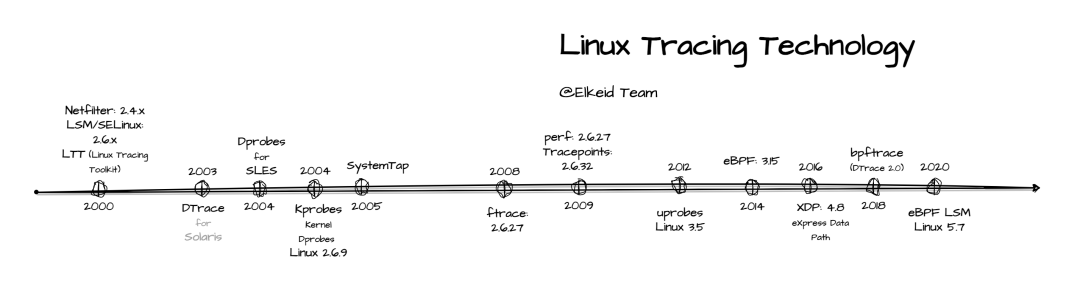 Linux Tracing Technology
@Elkeid Team
Netfilter: 2.4.x
LSM/SELinux:
2.6.x
LTT (Linux Tracing
Toolkit)
2000
2003
DTrace
for
Solaris
Dprobes
for
SLES
2004
2004
Kprobes
Kernel
Dprobes
Linux 2.6.9
SystemTap
2005
2008
ftrace:
2.6.27
perf: 2.6.27
Tracepoints:
2.6.32
2009
2012
uprobes
Linux 3.5
eBPF: 3.15
2014
2016
XDP: 4.8
eXpress Data
Path
bpftrace
(DTrace 2.0)
2018
2020
eBPF LSM
Linux 5.7